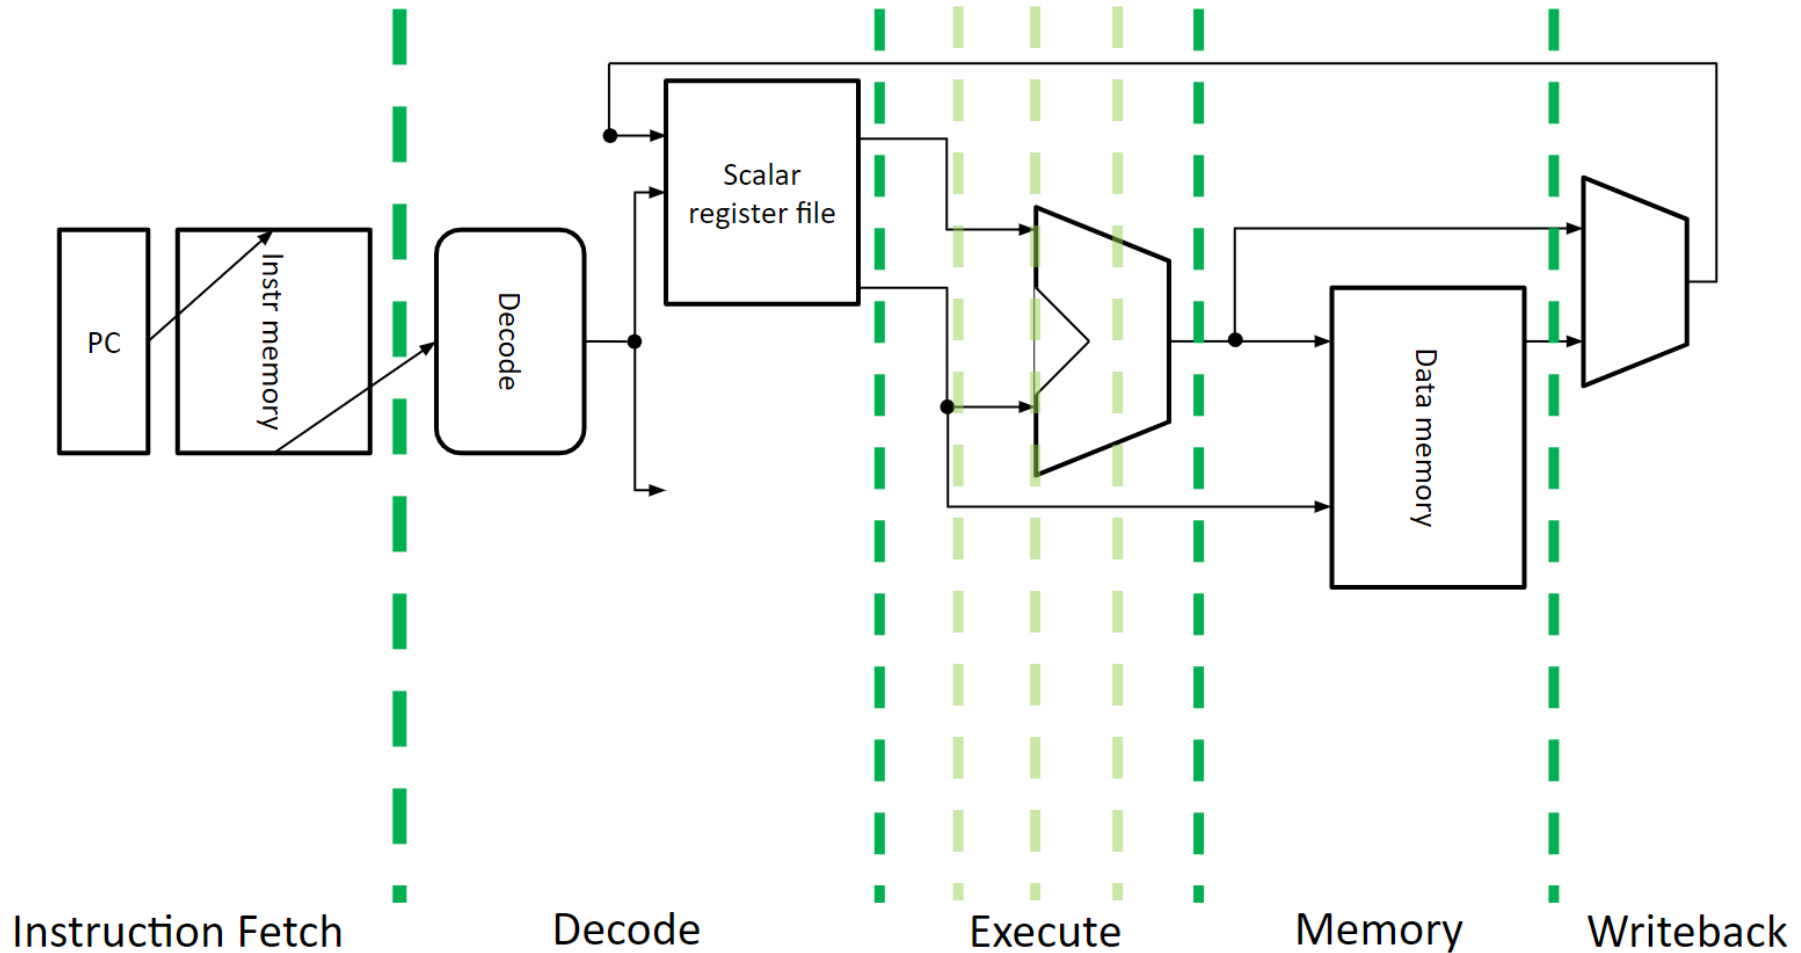 Scalar
register file
PC
Instr memory
Decode
Data memory
Instruction Fetch
Decode
Execute
Memory
Writeback